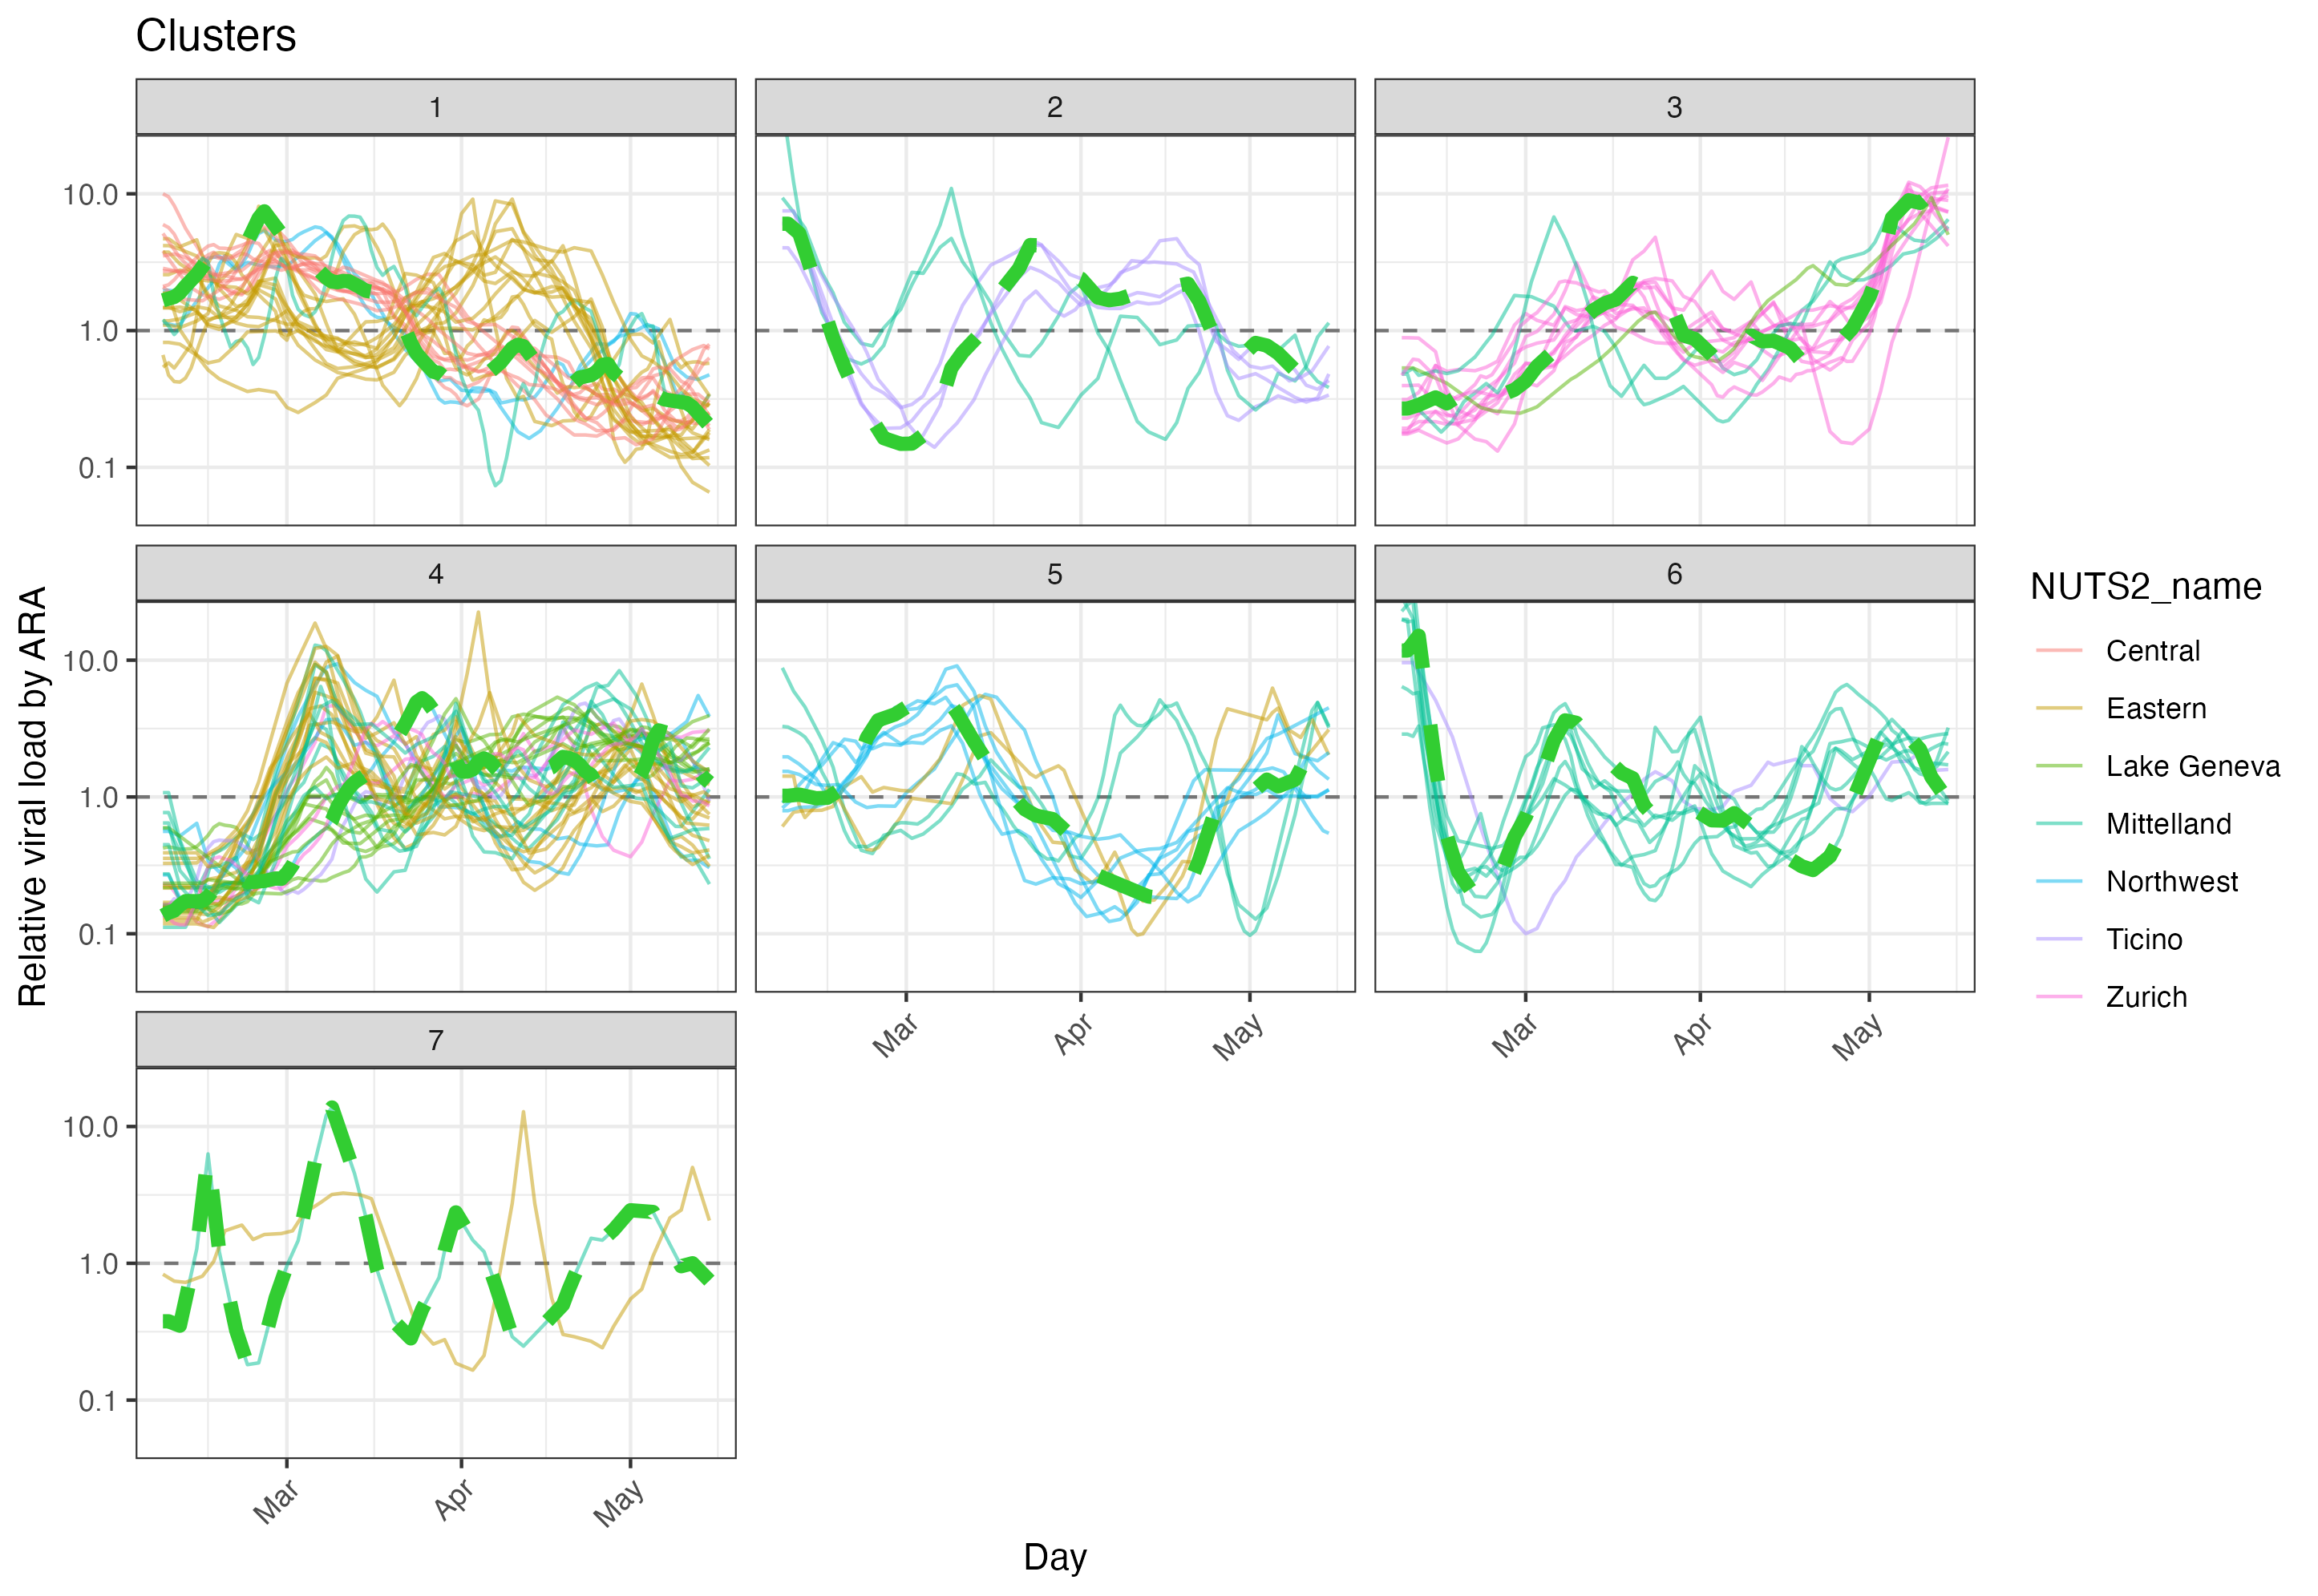 Clusters
1
2
3
10.0
1.0
0.1
4
5
6
10.0
1.0
0.1
Mar
Apr
May
Mar
Apr
May
7
10.0
1.0
0.1
Mar
Apr
May
Day
Relative viral load by ARA
NUTS2_name
Central
Eastern
Lake Geneva
Mittelland
Northwest
Ticino
Zurich